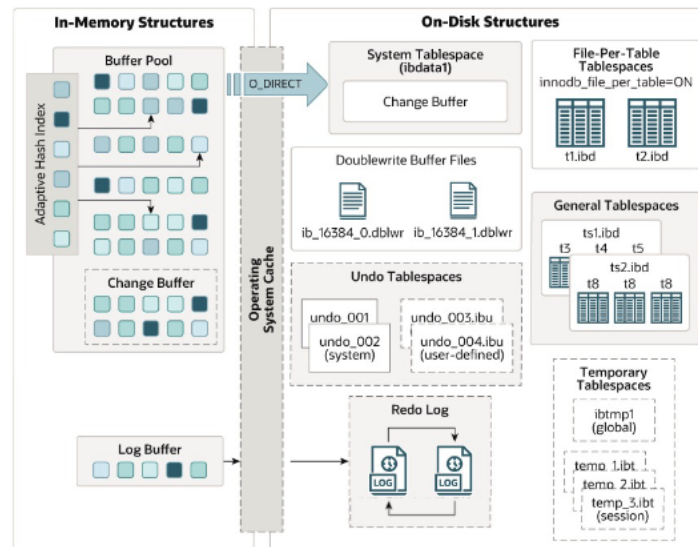 In-Memory Structures
Buffer Pool
Adaptive Hash Index
Change Buffer
Log Buffer
Operating
System Cache
O_DIRECT
On-Disk Structures
System Tablespace
(ibdata1)
Change Buffer
File-Per-Table
Tablespaces
innodb_file_per_table=ON
t1.ibd
t2.ibd
Doublewrite Buffer Files
ib_16384_0.dblwr
ib_16384_1.dblwr
General Tablespaces
ts1.ibd
t3 t4 t5
ts2.ibd
t8 t8 t8
Undo Tablespaces
undo_001
undo_002
(system)
undo_003.ibu
undo_004.ibu
(user-defined)
Redo Log
LOG
LOG
Temporary
Tablespaces
ibtmp1
(global)
temp_1.ibt
temp_2.ibt
temp_3.ibt
(session)